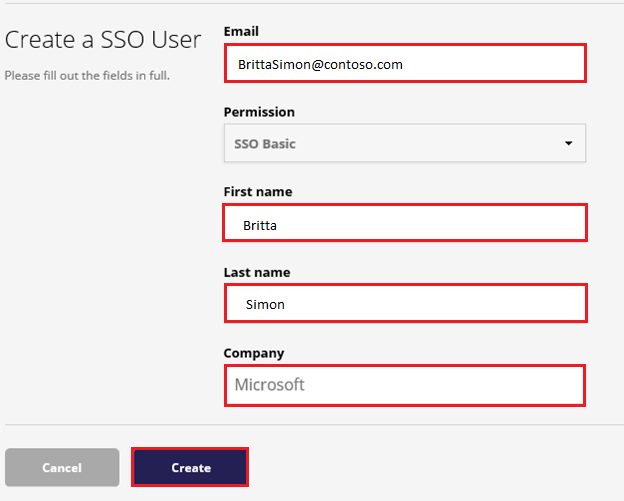 Create a SSO User
Please fill out the fields in full.
Email
BrittaSimon@contoso.com
Permission
SSO Basic
First name
Britta
Last name
Simon
Company
Microsoft
Cancel
Create